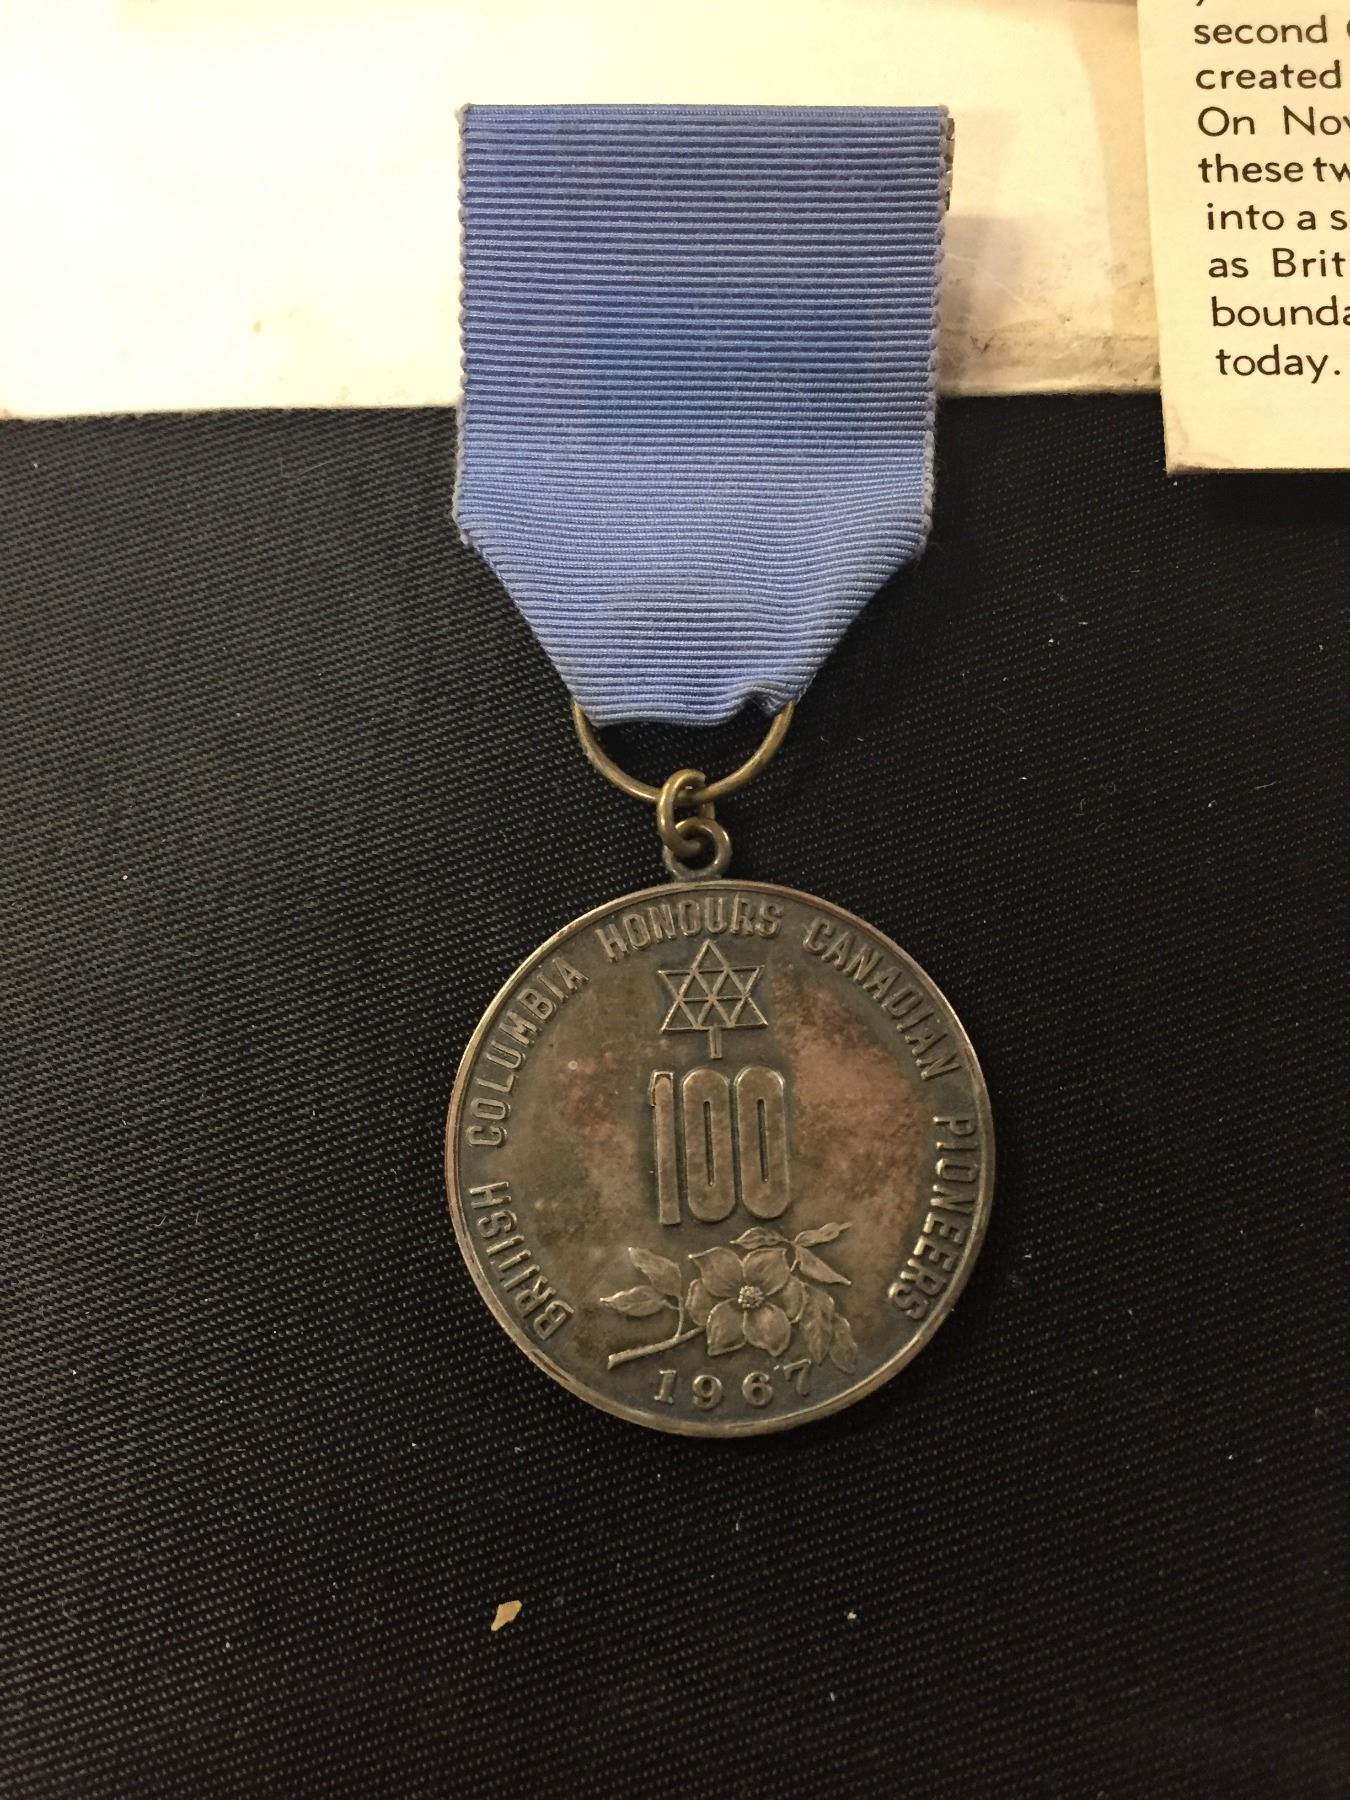 second
created
On Nov
these tw
into a s
as Brit
bounda
today.
BRITISH COLUMBIA HONOURS CANADIAN PIONEERS
100
1967